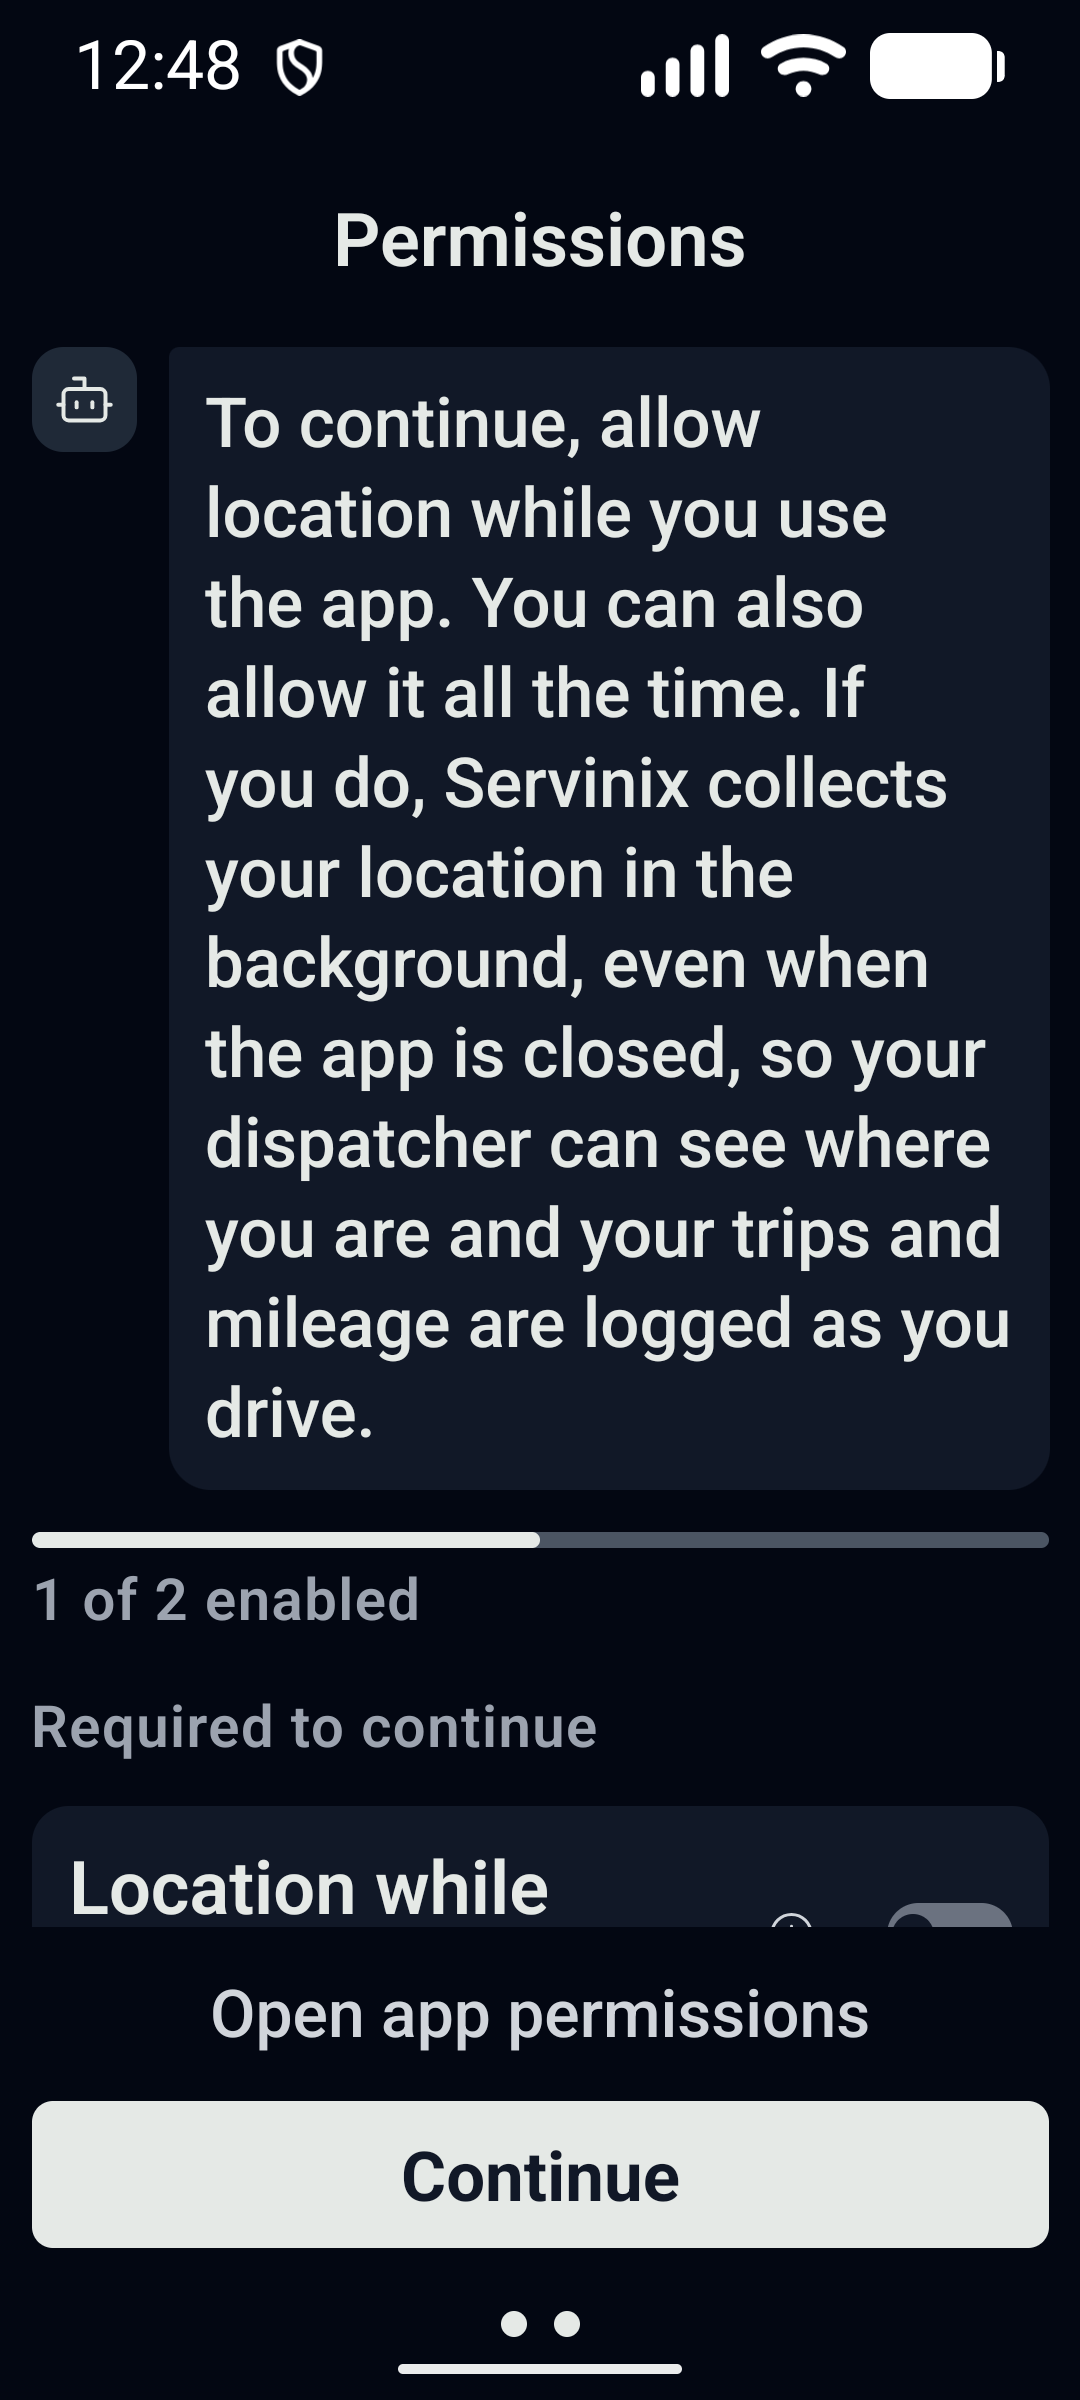 12:48
Permissions
To continue, allow
location while you use
the app. You can also
allow it all the time. If
you do, Servinix collects
your location in the
background, even when
the app is closed, so your
dispatcher can see where
you are and your trips and
mileage are logged as you
drive.
1 of 2 enabled
Required to continue
Location while
Open app permissions
Continue